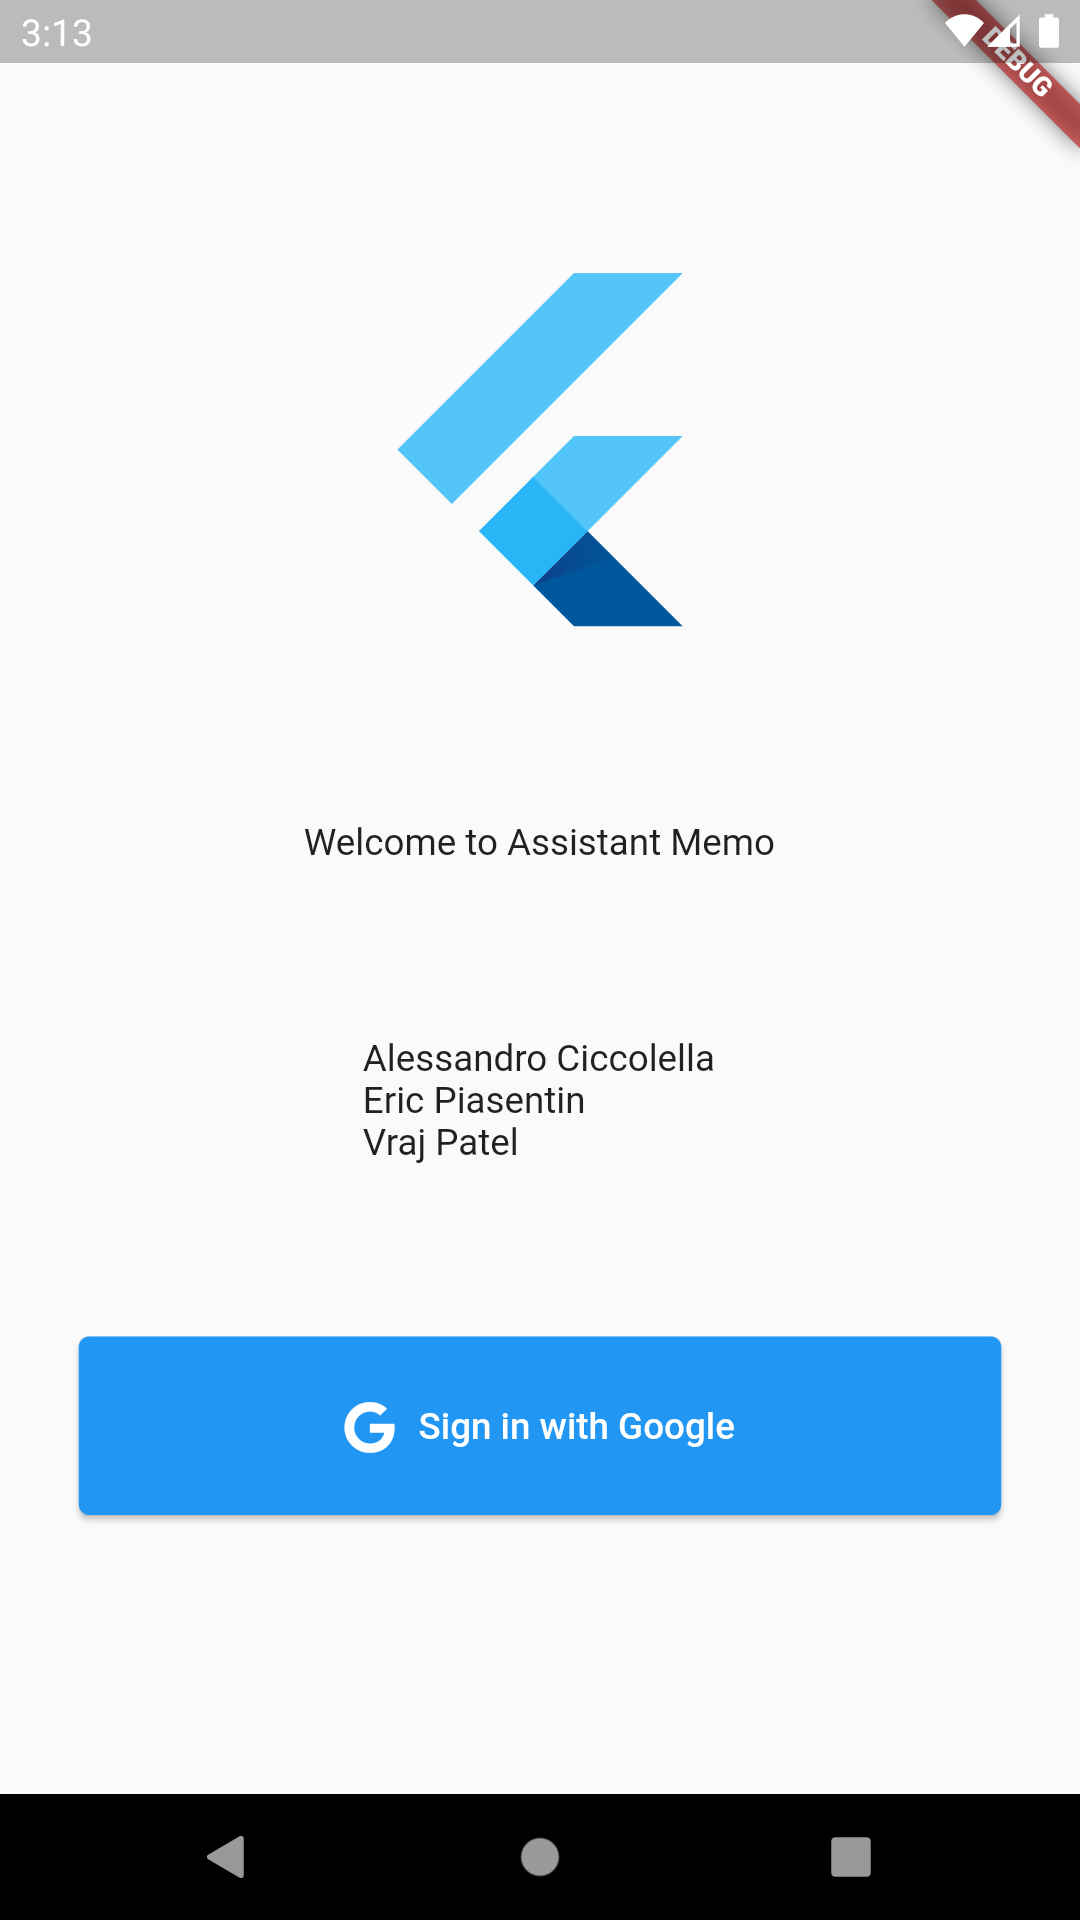 3:13
DEBUG
Welcome to Assistant Memo
Alessandro Ciccolella
Eric Piasentin
Vraj Patel
Sign in with Google